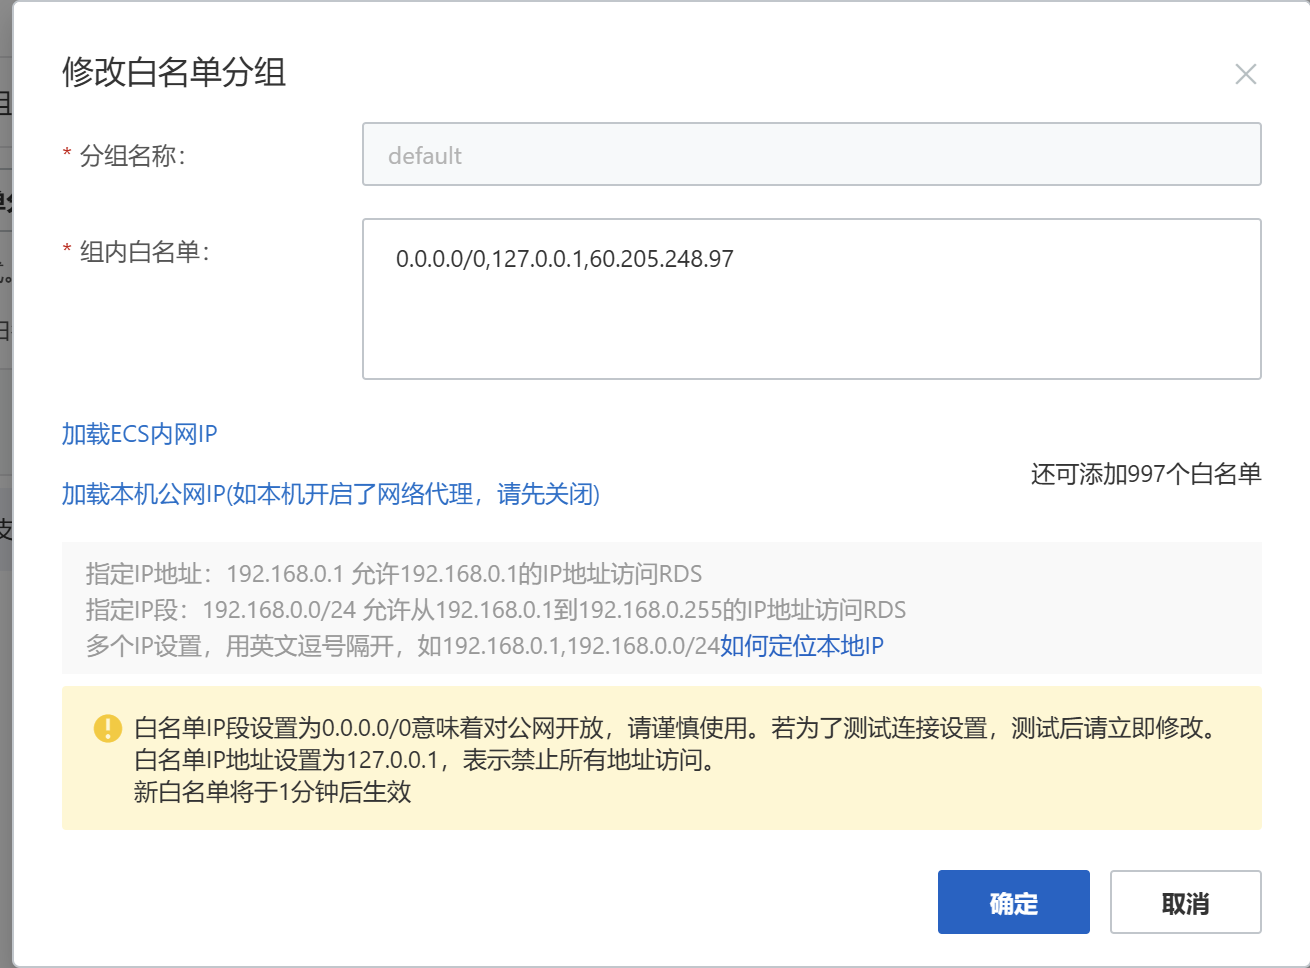 修改白名单分组
* 分组名称：
default
* 组内白名单：
0.0.0.0/0,127.0.0.1,60.205.248.97
加载ECS内网IP
还可添加997个白名单
加载本机公网IP(如本机开启了网络代理，请先关闭)
指定IP地址：192.168.0.1 允许192.168.0.1的IP地址访问RDS
指定IP段：192.168.0.0/24 允许从192.168.0.1到192.168.0.255的IP地址访问RDS
多个IP设置，用英文逗号隔开，如192.168.0.1,192.168.0.0/24如何定位本地IP
白名单IP段设置为0.0.0.0/0意味着对公网开放，请谨慎使用。若为了测试连接设置，测试后请立即修改。
白名单IP地址设置为127.0.0.1，表示禁止所有地址访问。
新白名单将于1分钟后生效
确定
取消